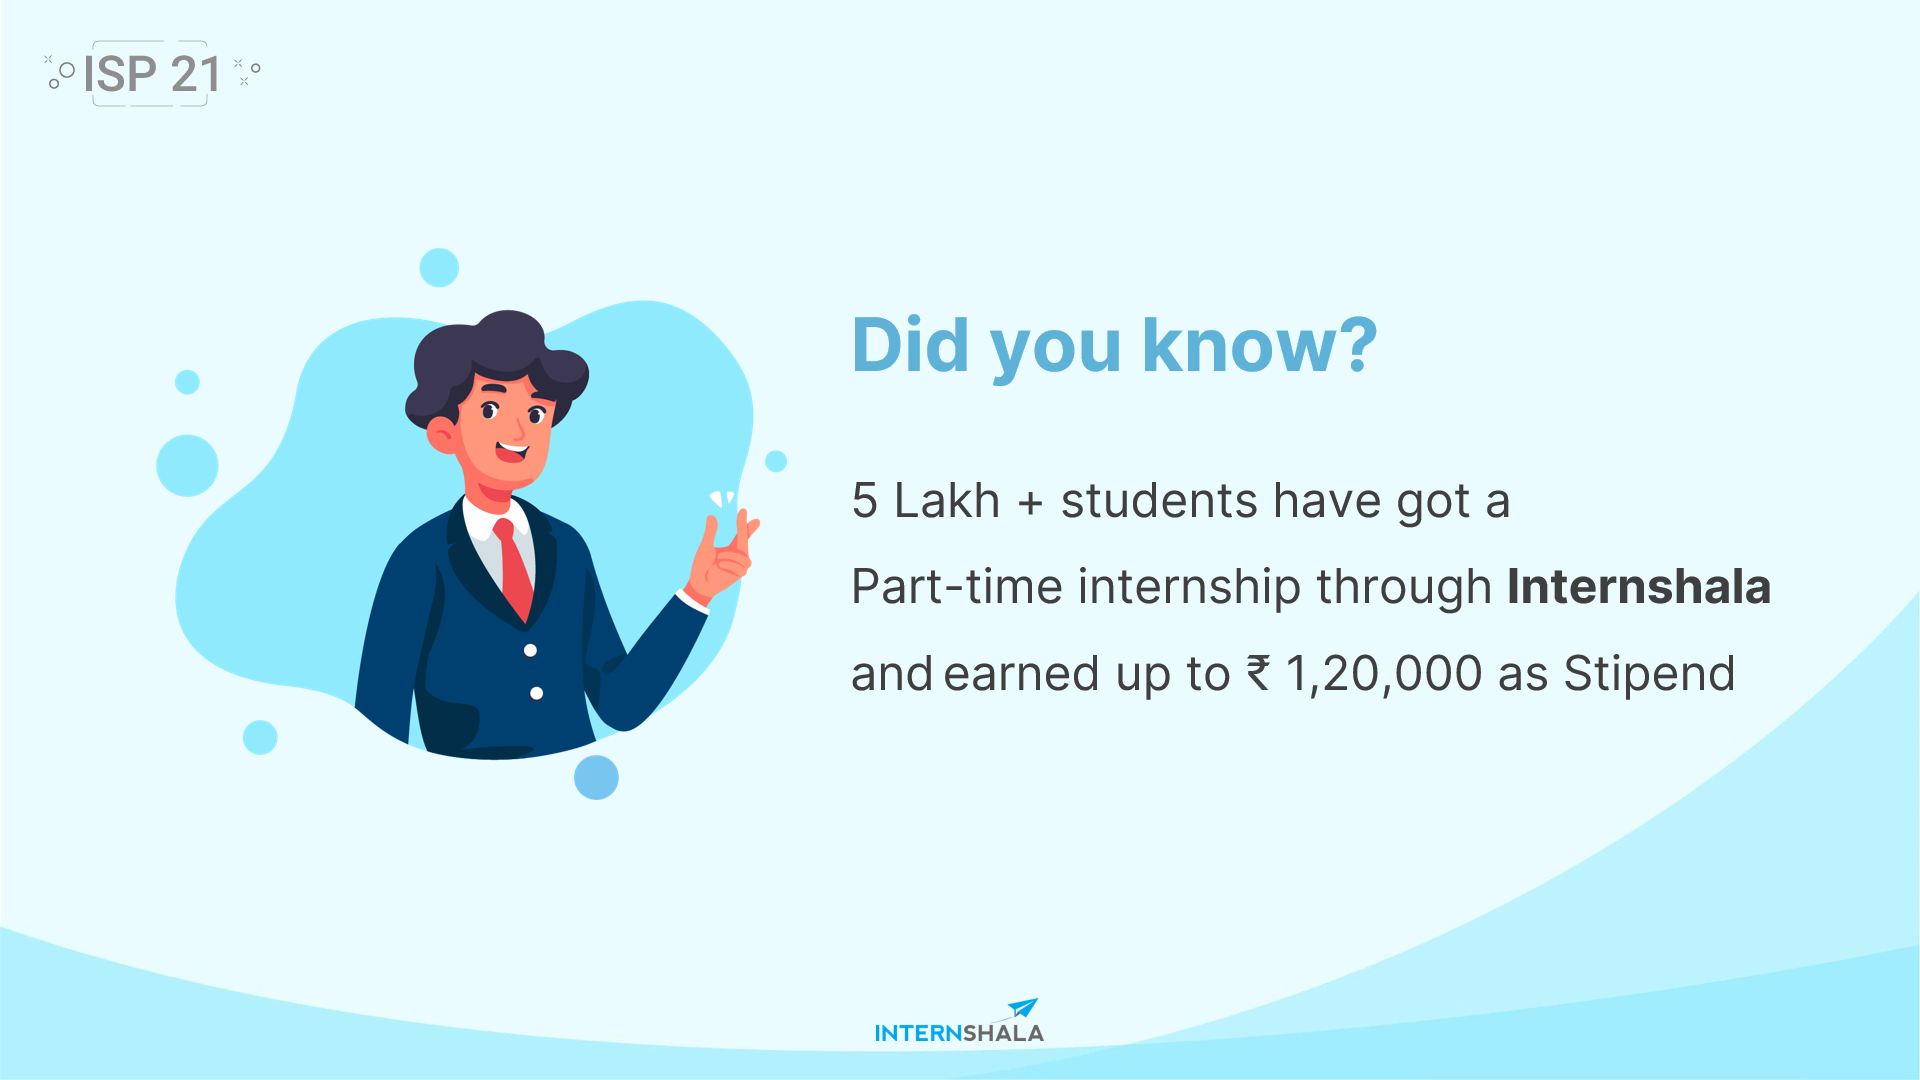 ISP 21
Did you know?
5 Lakh + students have got a
Part-time internship through Internshala
and earned up to ₹ 1,20,000 as Stipend
INTERNSHALA